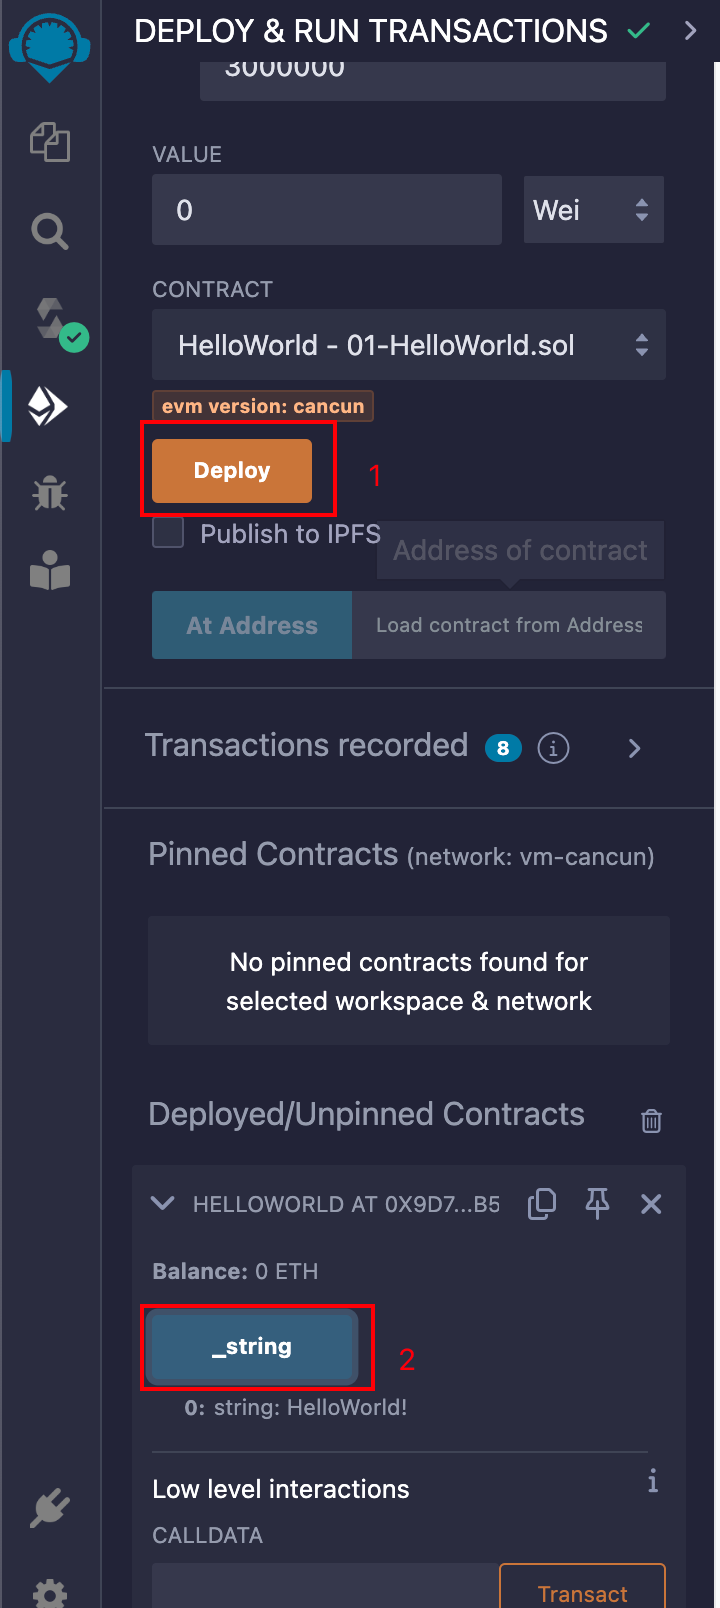 DEPLOY & RUN TRANSACTIONS
3000000
VALUE
0
Wei
CONTRACT
HelloWorld - 01-HelloWorld.sol
evm version: cancun
Deploy
1
Publish to IPFS
Address of contract
At Address
Load contract from Address
Transactions recorded 8
Pinned Contracts (network: vm-cancun)
No pinned contracts found for
selected workspace & network
Deployed/Unpinned Contracts
HELLOWORLD AT 0X9D7...B5
Balance: 0 ETH
_string
2
0: string: HelloWorld!
Low level interactions
CALLDATA
Transact